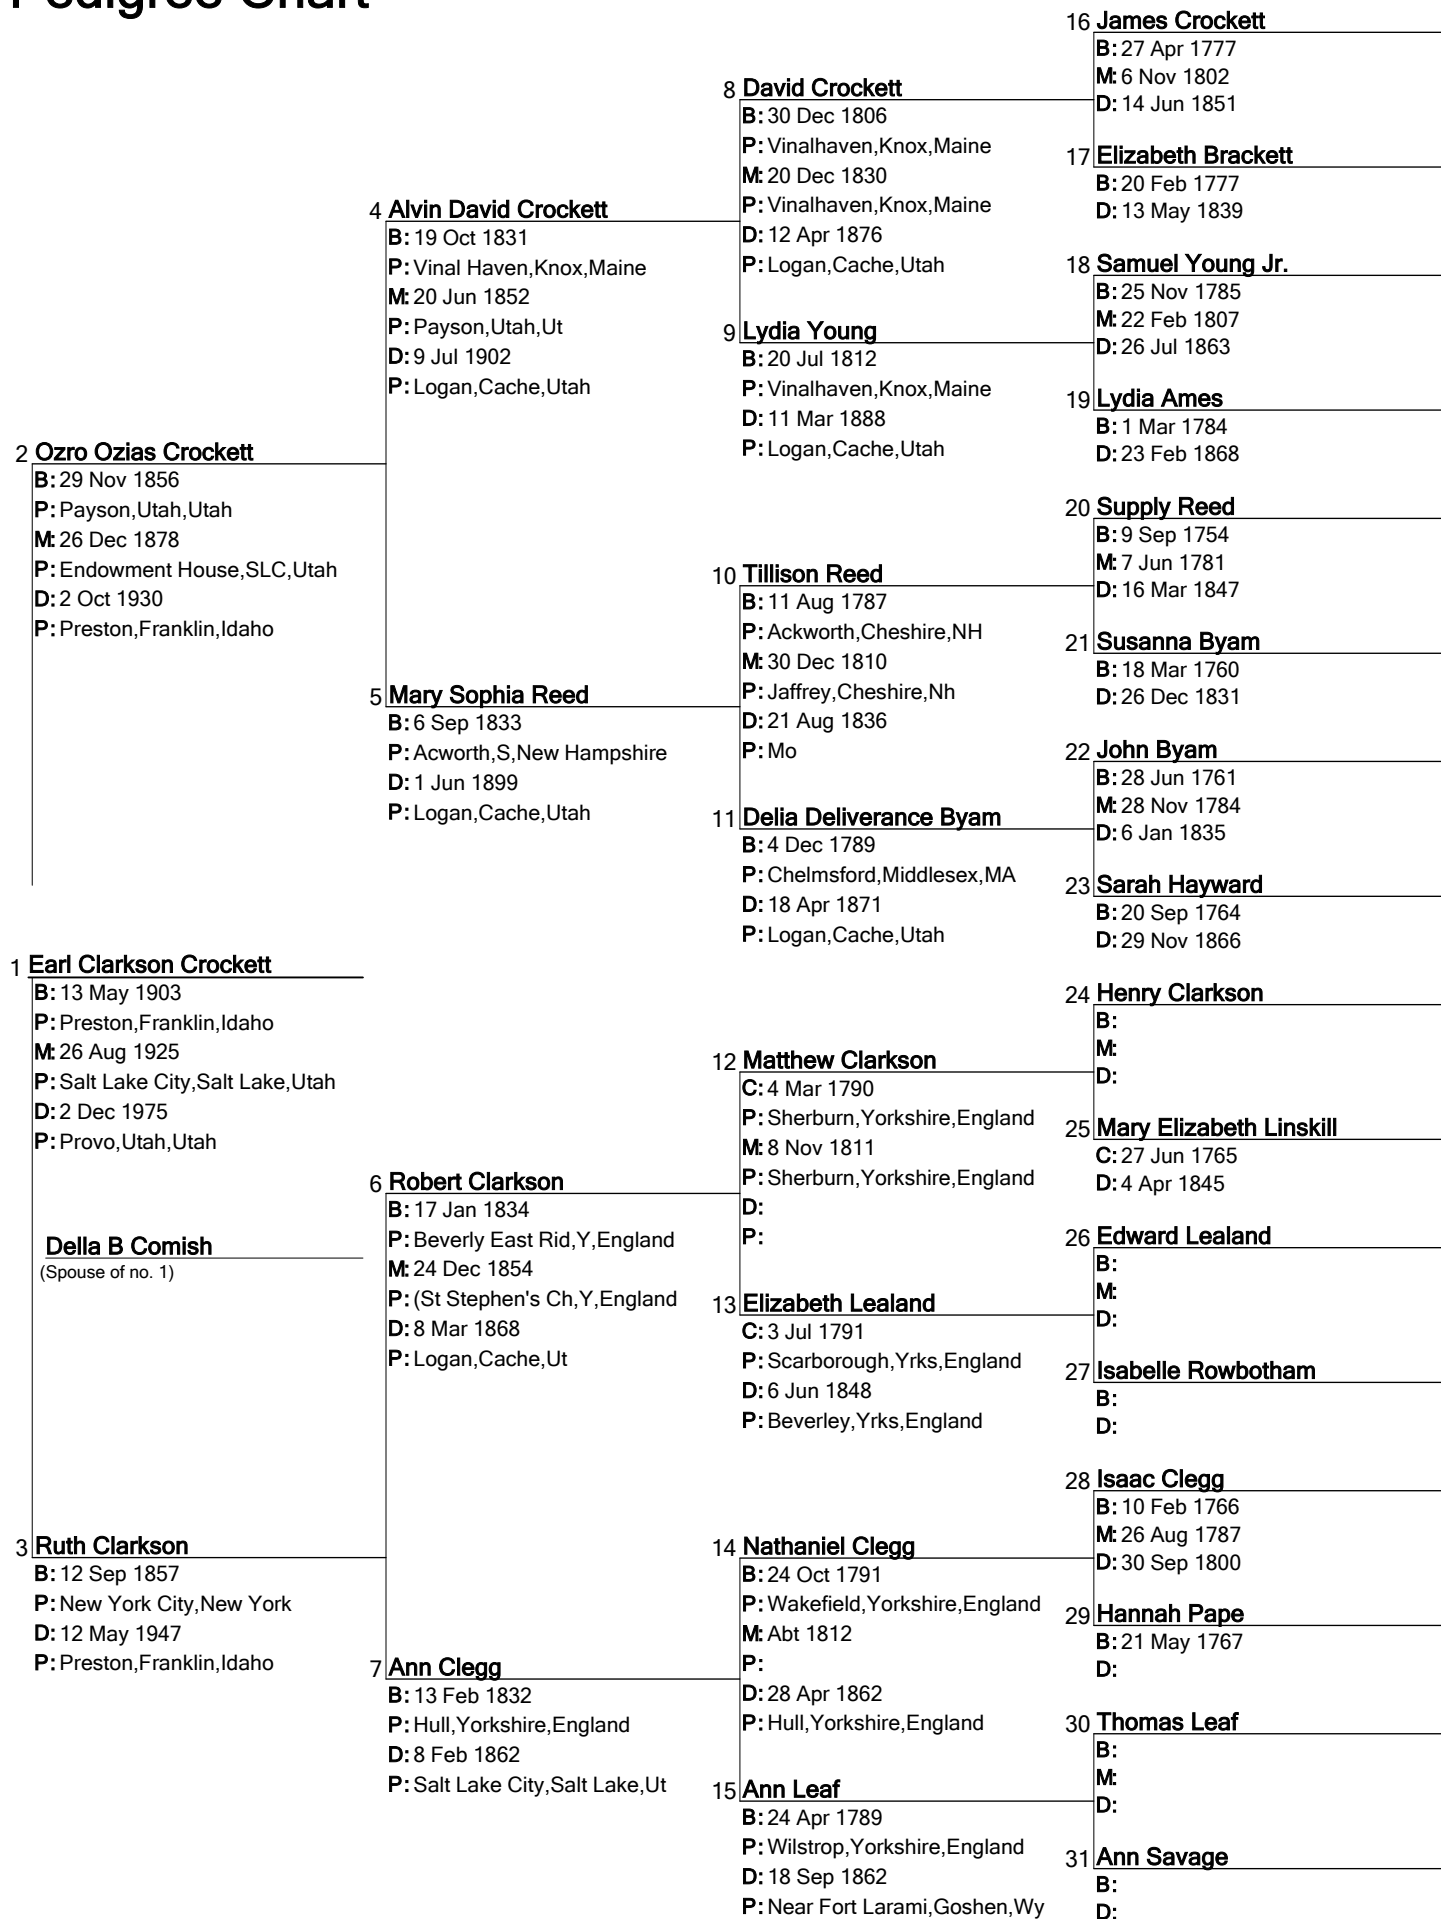 Pedigree Chart
16 James Crockett
B: 27 Apr 1777
M: 6 Nov 1802
D: 14 Jun 1851
8 David Crockett
B: 30 Dec 1806
P: Vinalhaven,Knox,Maine
M: 20 Dec 1830
P: Vinalhaven,Knox,Maine
D: 12 Apr 1876
P: Logan,Cache,Utah
17 Elizabeth Brackett
B: 20 Feb 1777
D: 13 May 1839
4 Alvin David Crockett
B: 19 Oct 1831
P: Vinal Haven,Knox,Maine
M: 20 Jun 1852
P: Payson,Utah,Ut
D: 9 Jul 1902
P: Logan,Cache,Utah
18 Samuel Young Jr.
B: 25 Nov 1785
M: 22 Feb 1807
D: 26 Jul 1863
9 Lydia Young
B: 20 Jul 1812
P: Vinalhaven,Knox,Maine
D: 11 Mar 1888
P: Logan,Cache,Utah
19 Lydia Ames
B: 1 Mar 1784
D: 23 Feb 1868
2 Ozro Ozias Crockett
B: 29 Nov 1856
P: Payson,Utah,Utah
M: 26 Dec 1878
P: Endowment House,SLC,Utah
D: 2 Oct 1930
P: Preston,Franklin,Idaho
20 Supply Reed
B: 9 Sep 1754
M: 7 Jun 1781
D: 16 Mar 1847
10 Tillison Reed
B: 11 Aug 1787
P: Ackworth,Cheshire,NH
M: 30 Dec 1810
P: Jaffrey,Cheshire,Nh
D: 21 Aug 1836
P: Mo
21 Susanna Byam
B: 18 Mar 1760
D: 26 Dec 1831
5 Mary Sophia Reed
B: 6 Sep 1833
P: Acworth,S,New Hampshire
D: 1 Jun 1899
P: Logan,Cache,Utah
22 John Byam
B: 28 Jun 1761
M: 28 Nov 1784
D: 6 Jan 1835
11 Delia Deliverance Byam
B: 4 Dec 1789
P: Chelmsford,Middlesex,MA
D: 18 Apr 1871
P: Logan,Cache,Utah
23 Sarah Hayward
B: 20 Sep 1764
D: 29 Nov 1866
1 Earl Clarkson Crockett
B: 13 May 1903
P: Preston,Franklin,Idaho
M: 26 Aug 1925
P: Salt Lake City,Salt Lake,Utah
D: 2 Dec 1975
P: Provo,Utah,Utah
24 Henry Clarkson
B:
M:
D:
12 Matthew Clarkson
C: 4 Mar 1790
P: Sherburn,Yorkshire,England
M: 8 Nov 1811
P: Sherburn,Yorkshire,England
D:
P:
25 Mary Elizabeth Linskill
C: 27 Jun 1765
D: 4 Apr 1845
6 Robert Clarkson
B: 17 Jan 1834
P: Beverly East Rid,Y,England
M: 24 Dec 1854
P: (St Stephen's Ch,Y,England
D: 8 Mar 1868
P: Logan,Cache,Ut
Della B Comish
(Spouse of no. 1)
26 Edward Lealand
B:
M:
D:
13 Elizabeth Lealand
C: 3 Jul 1791
P: Scarborough,Yrks,England
D: 6 Jun 1848
P: Beverley,Yrks,England
27 Isabelle Rowbotham
B:
D:
28 Isaac Clegg
B: 10 Feb 1766
M: 26 Aug 1787
D: 30 Sep 1800
3 Ruth Clarkson
B: 12 Sep 1857
P: New York City,New York
D: 12 May 1947
P: Preston,Franklin,Idaho
14 Nathaniel Clegg
B: 24 Oct 1791
P: Wakefield,Yorkshire,England
M: Abt 1812
P:
D: 28 Apr 1862
P: Hull,Yorkshire,England
29 Hannah Pape
B: 21 May 1767
D:
7 Ann Clegg
B: 13 Feb 1832
P: Hull,Yorkshire,England
D: 8 Feb 1862
P: Salt Lake City,Salt Lake,Ut
30 Thomas Leaf
B:
M:
D:
15 Ann Leaf
B: 24 Apr 1789
P: Wilstrop,Yorkshire,England
D: 18 Sep 1862
P: Near Fort Larami,Goshen,Wy
31 Ann Savage
B:
D: